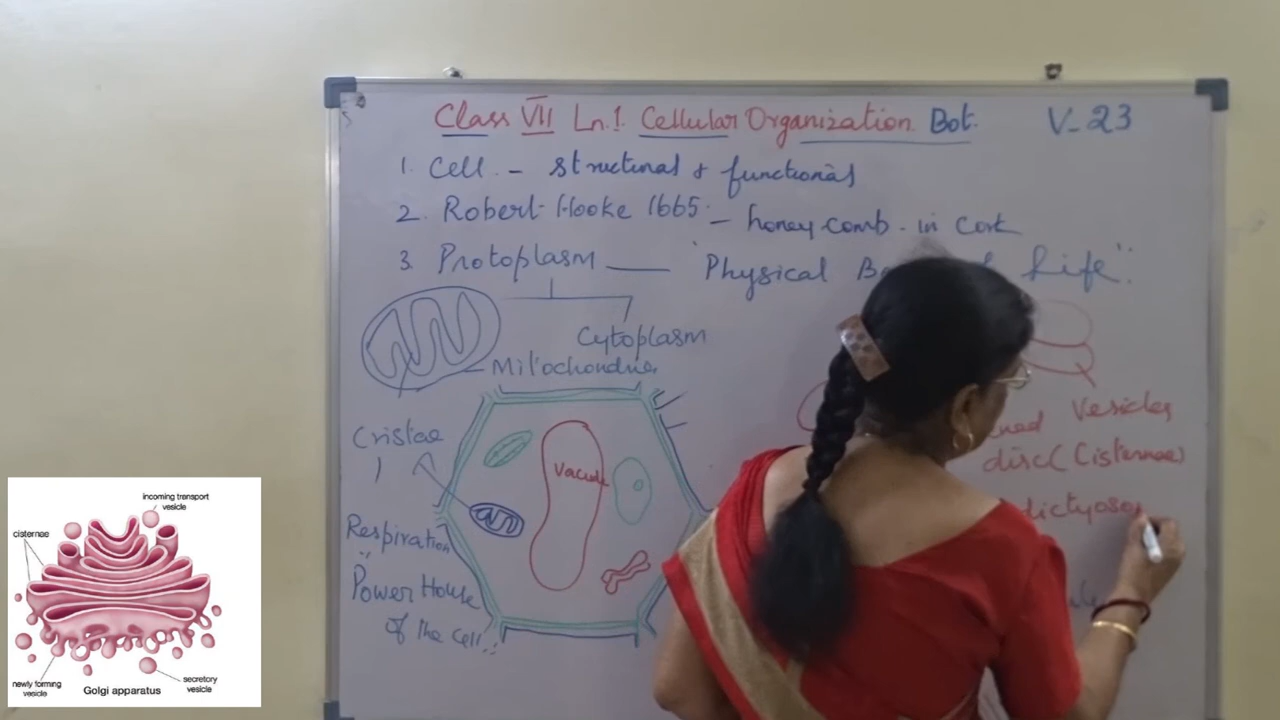 Class VII Ln.1. Cellular Organization Bot. V-23
1. Cell - structural & functional
2. Robert Hooke 1665 - honey comb - in cork
3. Protoplasm — "Physical Life"
Cytoplasm
Mitochondria
Vesicles
Cristae
disc (Cisternae)
Vacuole
Respiration
"Power House
of the Cell"
incoming transport
vesicle
cisternae
newly forming
vesicle
secretory
vesicle
Golgi apparatus